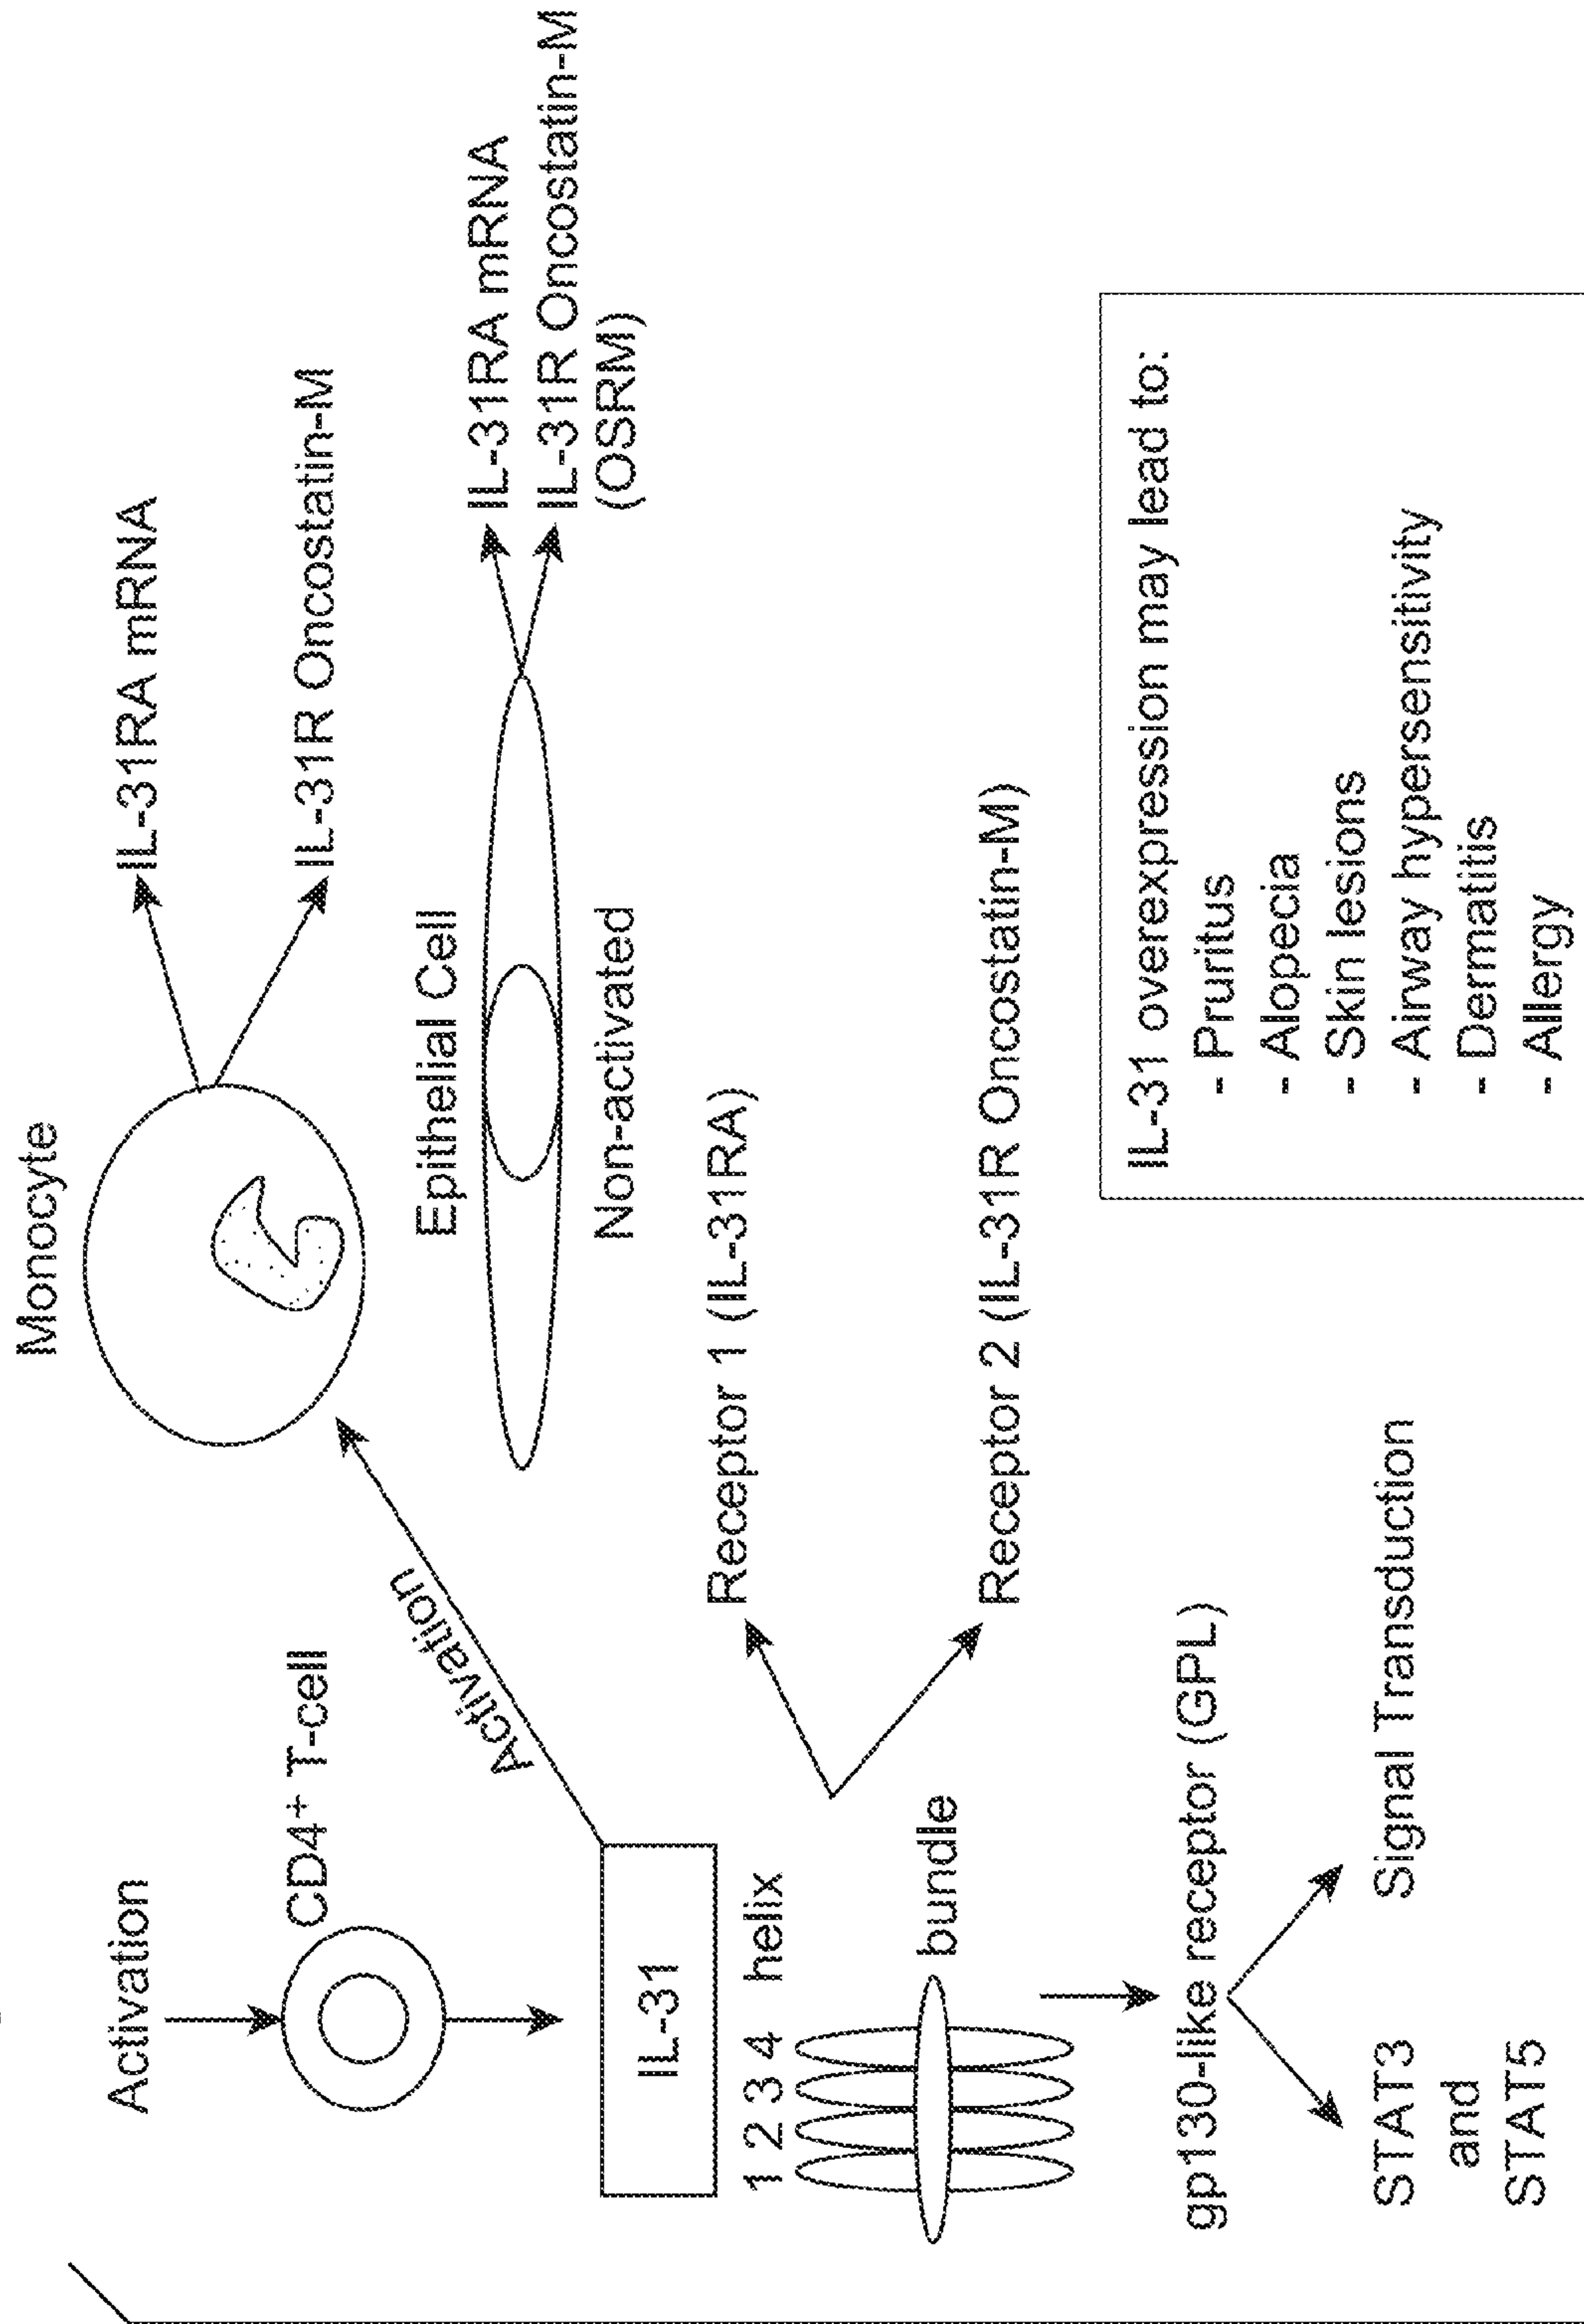 Activation
CD4+ T-cell
IL-31
1 2 3 4 helix
bundle
gp130-like receptor (GPL)
STAT3
and
STAT5
Signal Transduction
Activation
Monocyte
IL-31RA mRNA
IL-31R Oncostatin-M
Epithelial Cell
Non-activated
IL-31RA mRNA
IL-31R Oncostatin-M
(OSRM)
Receptor 1 (IL-31RA)
Receptor 2 (IL-31R Oncostatin-M)
IL-31 overexpression may lead to:
- Pruritus
- Alopecia
- Skin lesions
- Airway hypersensitivity
- Dermatitis
- Allergy